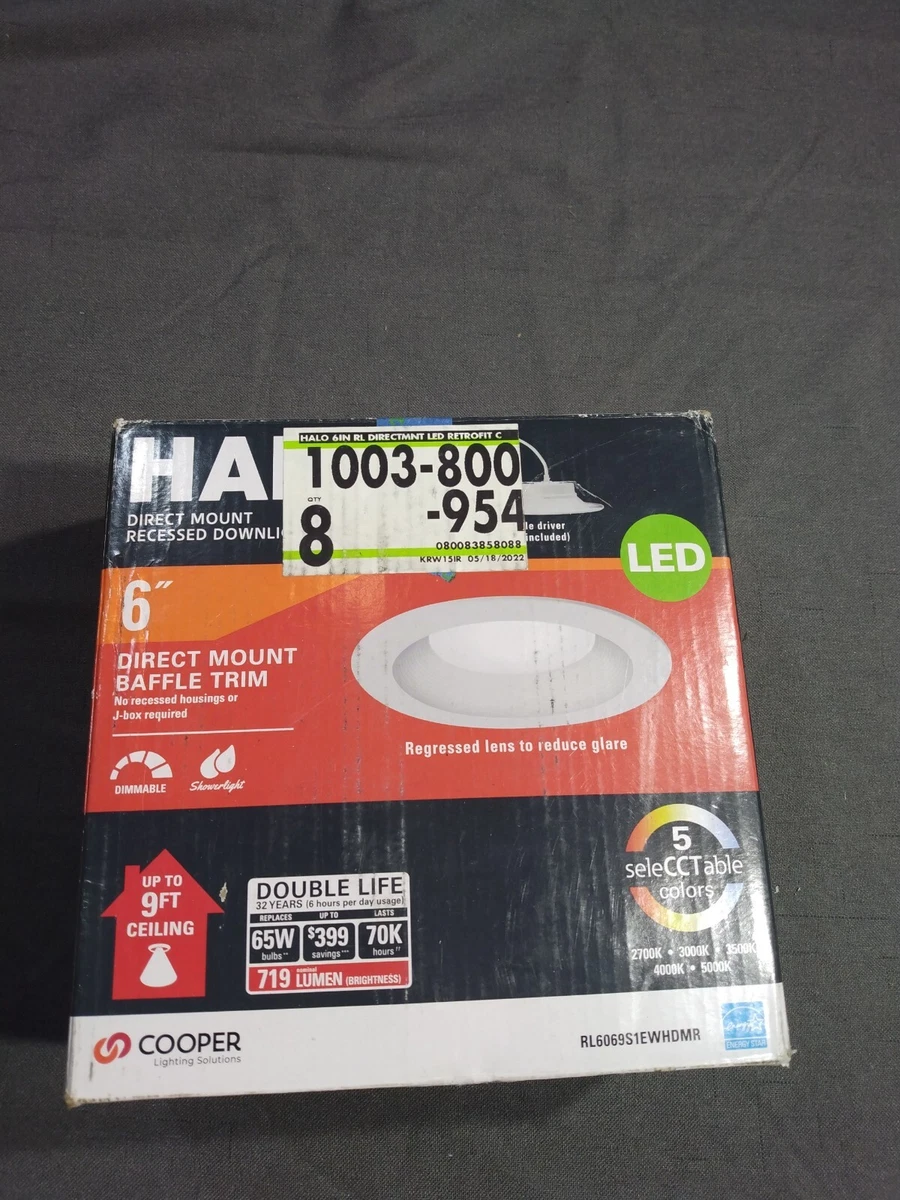 HALO 6IN RL DIRECTMNT LED RETROFIT C
1003-800
-954
QTY
8
080083858088
KRW15IR 05/18/2022
HA
DIRECT MOUNT
RECESSED
driver
included)
LED
6"
DIRECT MOUNT
BAFFLE TRIM
No recessed housings or
J-box required
DIMMABLE
Showerlight
Regressed lens to reduce glare
UP TO
9FT
CEILING
DOUBLE LIFE
32 YEARS (6 hours per day usage)
REPLACES
65W
bulbs**
UP TO
$399
savings***
LASTS
70K
hours††
719 nominal LUMEN (BRIGHTNESS)
5
seleCCTable
colors
2700K • 3000K • 3500K
4000K • 5000K
COOPER
Lighting Solutions
RL6069S1EWHDMR
ENERGY STAR